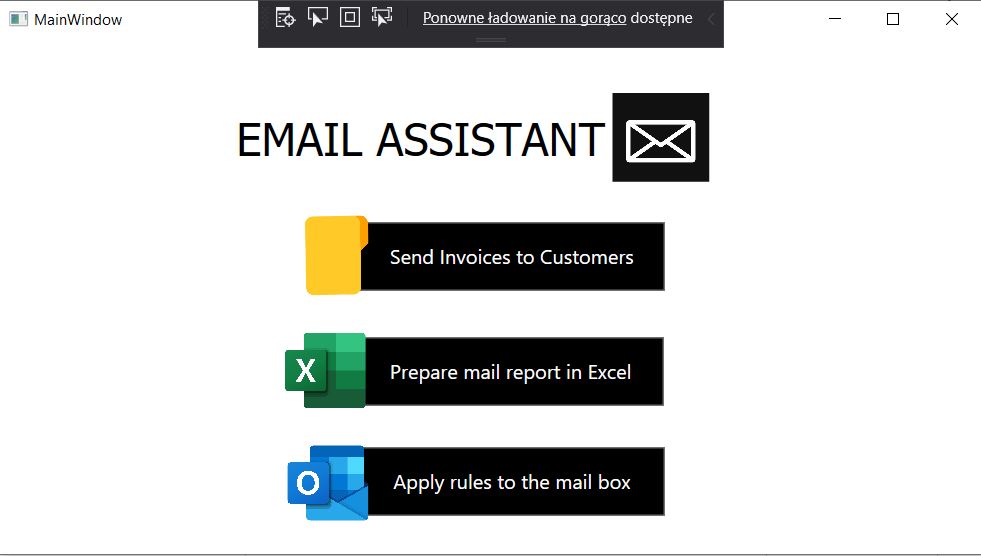 MainWindow
Ponowne ładowanie na gorąco dostępne
EMAIL ASSISTANT
Send Invoices to Customers
X
Prepare mail report in Excel
O
Apply rules to the mail box